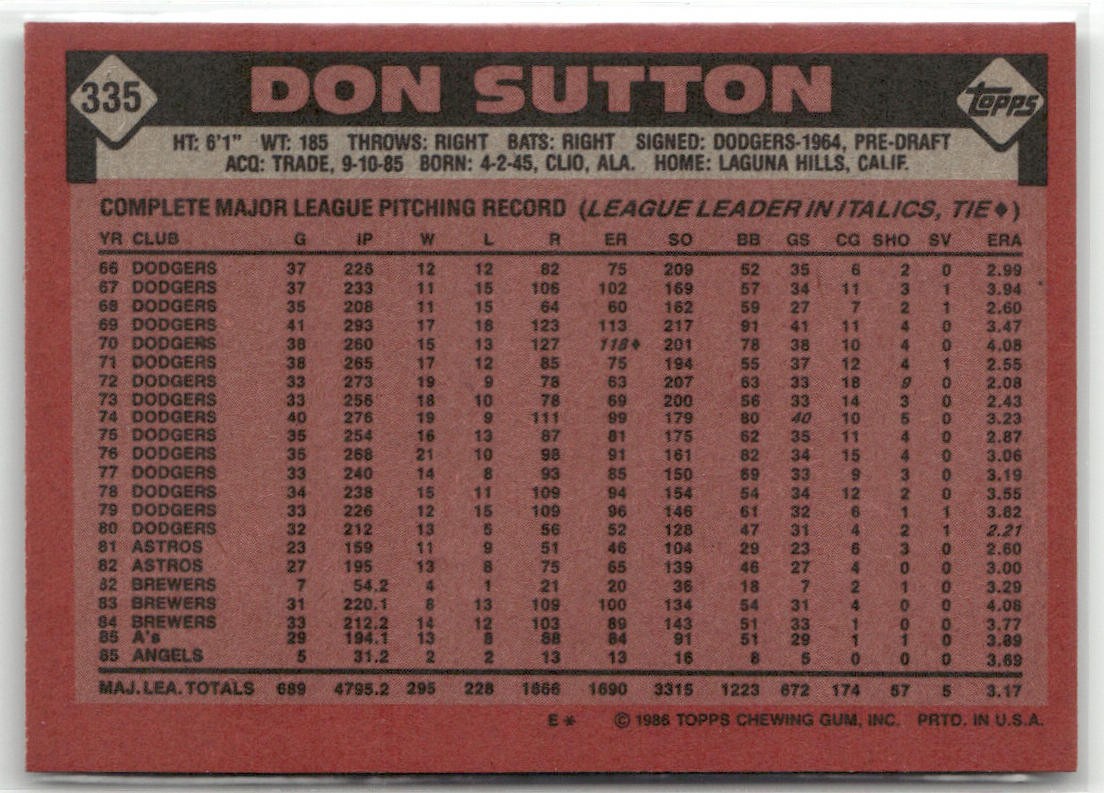 335 DON SUTTON topps
HT: 6'1" WT: 185 THROWS: RIGHT BATS: RIGHT SIGNED: DODGERS-1964, PRE-DRAFT
ACQ: TRADE, 9-10-85 BORN: 4-2-45, CLIO, ALA. HOME: LAGUNA HILLS, CALIF.
COMPLETE MAJOR LEAGUE PITCHING RECORD (LEAGUE LEADER IN ITALICS, TIE♦)
YR CLUB G IP W L R ER SO BB GS CG SHO SV ERA
66 DODGERS 37 226 12 12 82 75 209 52 35 6 2 0 2.99
67 DODGERS 37 233 11 15 106 102 169 57 34 11 3 1 3.94
68 DODGERS 35 208 11 15 64 60 162 59 27 7 2 1 2.60
69 DODGERS 41 293 17 18 123 113 217 91 41 11 4 0 3.47
70 DODGERS 38 260 15 13 127 118♦ 201 78 38 10 4 0 4.08
71 DODGERS 38 265 17 12 85 75 194 55 37 12 4 1 2.55
72 DODGERS 33 273 19 9 78 63 207 63 33 18 9 0 2.08
73 DODGERS 33 256 18 10 78 69 200 56 33 14 3 0 2.43
74 DODGERS 40 276 19 9 111 99 179 80 40 10 5 0 3.23
75 DODGERS 35 254 16 13 87 81 175 62 35 11 4 0 2.87
76 DODGERS 35 268 21 10 98 91 161 82 34 15 4 0 3.06
77 DODGERS 33 240 14 8 93 85 150 69 33 9 3 0 3.19
78 DODGERS 34 238 15 11 109 94 154 54 34 12 2 0 3.55
79 DODGERS 33 226 12 15 109 96 146 61 32 6 1 1 3.82
80 DODGERS 32 212 13 5 56 52 128 47 31 4 2 1 2.21
81 ASTROS 23 159 11 9 51 46 104 29 23 6 3 0 2.60
82 ASTROS 27 195 13 8 75 65 139 46 27 4 0 0 3.00
82 BREWERS 7 54.2 4 1 21 20 36 18 7 2 1 0 3.29
83 BREWERS 31 220.1 8 13 109 100 134 54 31 4 0 0 4.08
84 BREWERS 33 212.2 14 12 103 89 143 51 33 1 0 0 3.77
85 A's 29 194.1 13 8 88 84 91 51 29 1 1 0 3.89
85 ANGELS 5 31.2 2 2 13 13 16 8 5 0 0 0 3.69
MAJ. LEA. TOTALS 689 4795.2 295 228 1866 1690 3315 1223 672 174 57 5 3.17
E* © 1986 TOPPS CHEWING GUM, INC. PRTD. IN U.S.A.